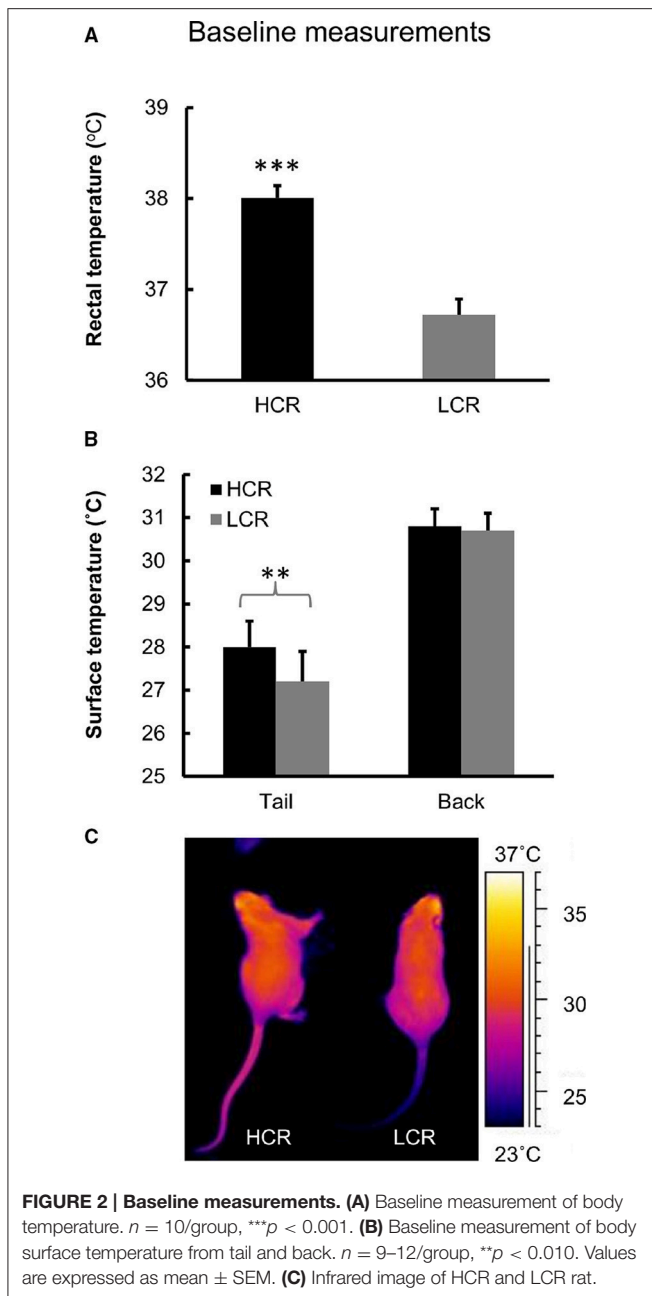 A Baseline measurements
39
38
37
36
Rectal temperature (°C)
***
HCR LCR
B
32
31
30
29
28
27
26
25
Surface temperature (°C)
HCR
LCR
**
Tail Back
C
37°C
35
30
25
23°C
HCR LCR
FIGURE 2 | Baseline measurements. (A) Baseline measurement of body
temperature. n = 10/group, ***p < 0.001. (B) Baseline measurement of body
surface temperature from tail and back. n = 9–12/group, **p < 0.010. Values
are expressed as mean ± SEM. (C) Infrared image of HCR and LCR rat.